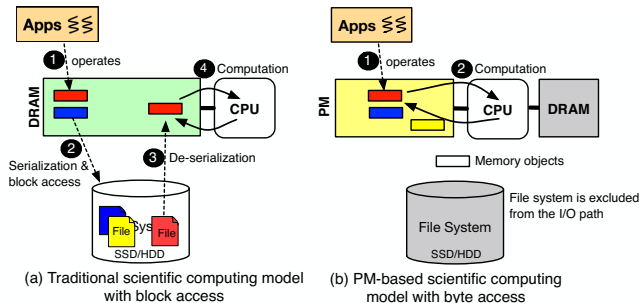 Apps
1 operates
4 Computation
DRAM
CPU
2
Serialization &
block access
3 De-serialization
Sys
File
File
SSD/HDD
(a) Traditional scientific computing model
with block access
Apps
1 operates
2 Computation
PM
CPU
DRAM
Memory objects
File system is excluded
from the I/O path
File System
SSD/HDD
(b) PM-based scientific computing
model with byte access